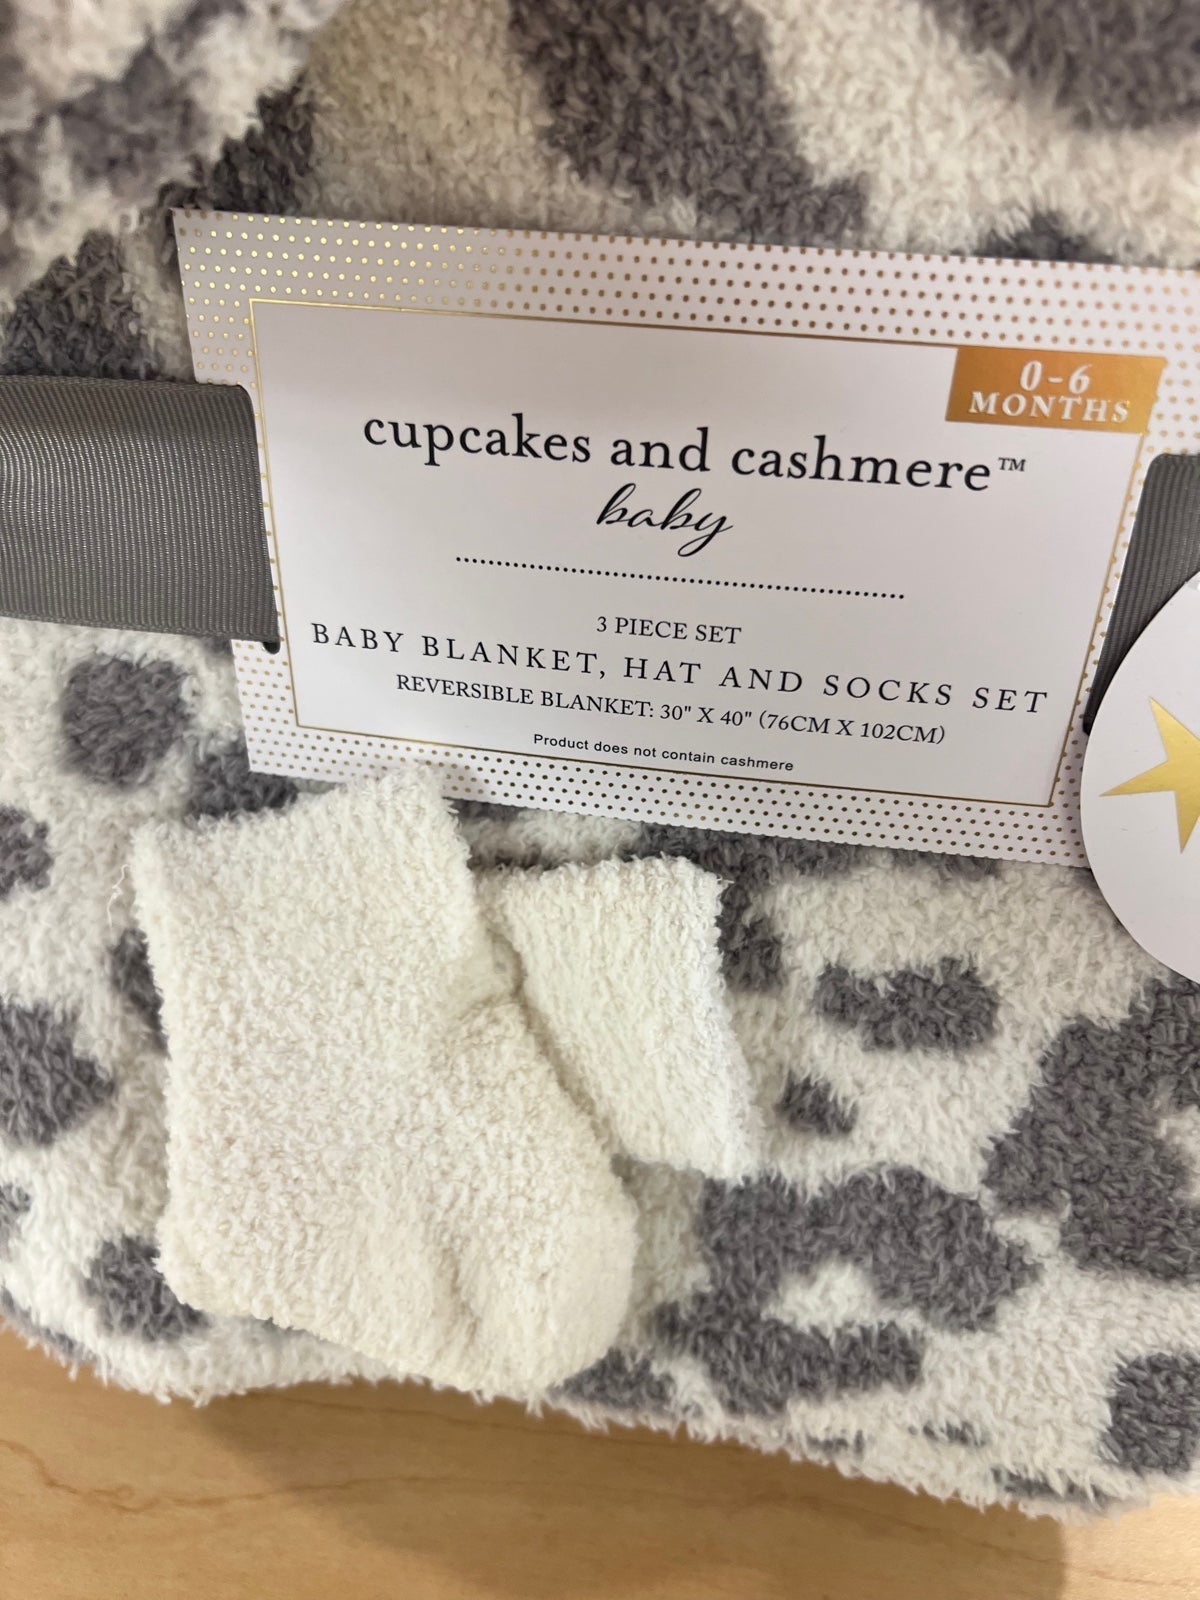 0-6
MONTHS
cupcakes and cashmere™
baby
3 PIECE SET
BABY BLANKET, HAT AND SOCKS SET
REVERSIBLE BLANKET: 30" X 40" (76CM X 102CM)
Product does not contain cashmere